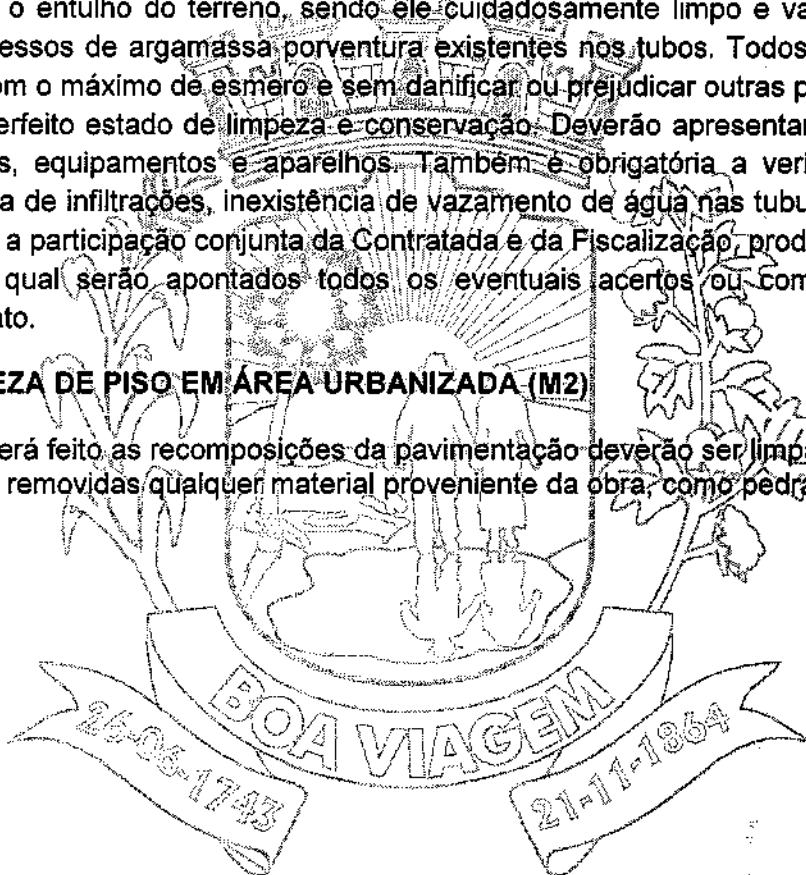 o entulho do terreno, sendo ele cuidadosamente limpo e va
essos de argamassa porventura existentes nos tubos. Todos
om o máximo de esmero e sem danificar ou prejudicar outras p
erfeito estado de limpeza e conservação. Deverão apresentar
s, equipamentos e aparelhos. Também é obrigatória a veri
a de infiltrações, inexistência de vazamento de água nas tubu
a participação conjunta da Contratada e da Fiscalização, prod
qual serão apontados todos os eventuais acertos ou com
nto.
EZA DE PISO EM ÁREA URBANIZADA (M2)
erá feito as recomposições da pavimentação deverão ser limpa
removidas qualquer material proveniente da obra, como pedra
BOA VIAGEM
26-06-1743
21-11-1864